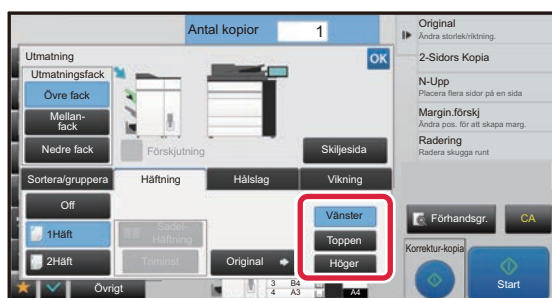 Antal kopior
1
Utmatning
OK
Utmatningsfack
Övre fack
Mellan-
fack
Nedre fack
Förskjutning
Skiljesida
Sortera/gruppera
Häftning
Hålslag
Vikning
Off
1Häft
2Häft
Sadel-
Häftning
Triminst
Original
Vänster
Toppen
Höger
Övrigt
3 B4
4 A3
A4
Original
Ändra storlek/riktning.
2-Sidors Kopia
N-Upp
Placera flera sidor på en sida
Margin.förskj
Ändra pos. för att skapa marg.
Radering
Radera skugga runt
Förhandsgr.
CA
Korrektur-kopia
Start